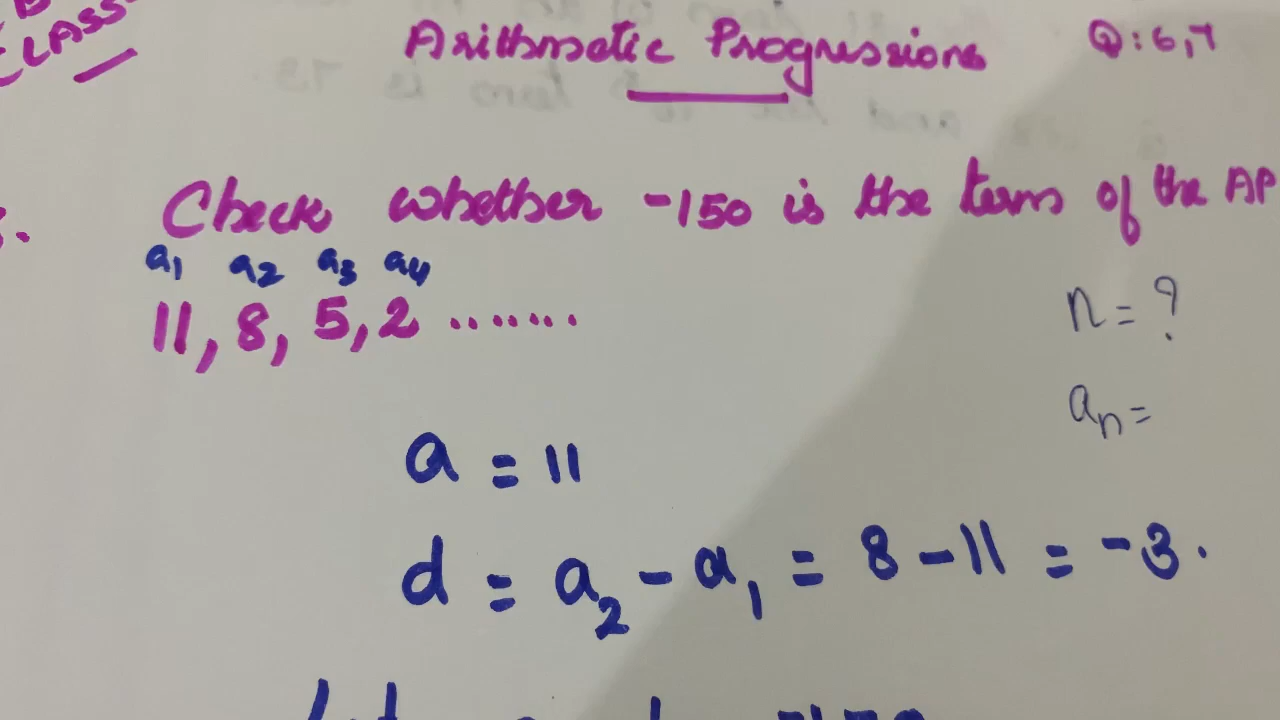 CLASS
Arithmetic Progressions Q:6,7
Check whether -150 is the term of the AP
a1 a2 a3 a4
11, 8, 5, 2 .......
n = ?
an =
a = 11
d = a2 - a1 = 8 - 11 = -3.